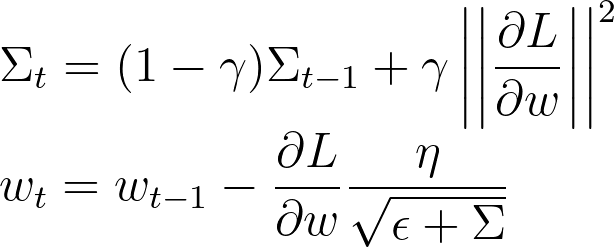 Σ_t = (1 − γ)Σ_{t−1} + γ ||∂L/∂w||²
w_t = w_{t−1} − ∂L/∂w η/√(ϵ + Σ)